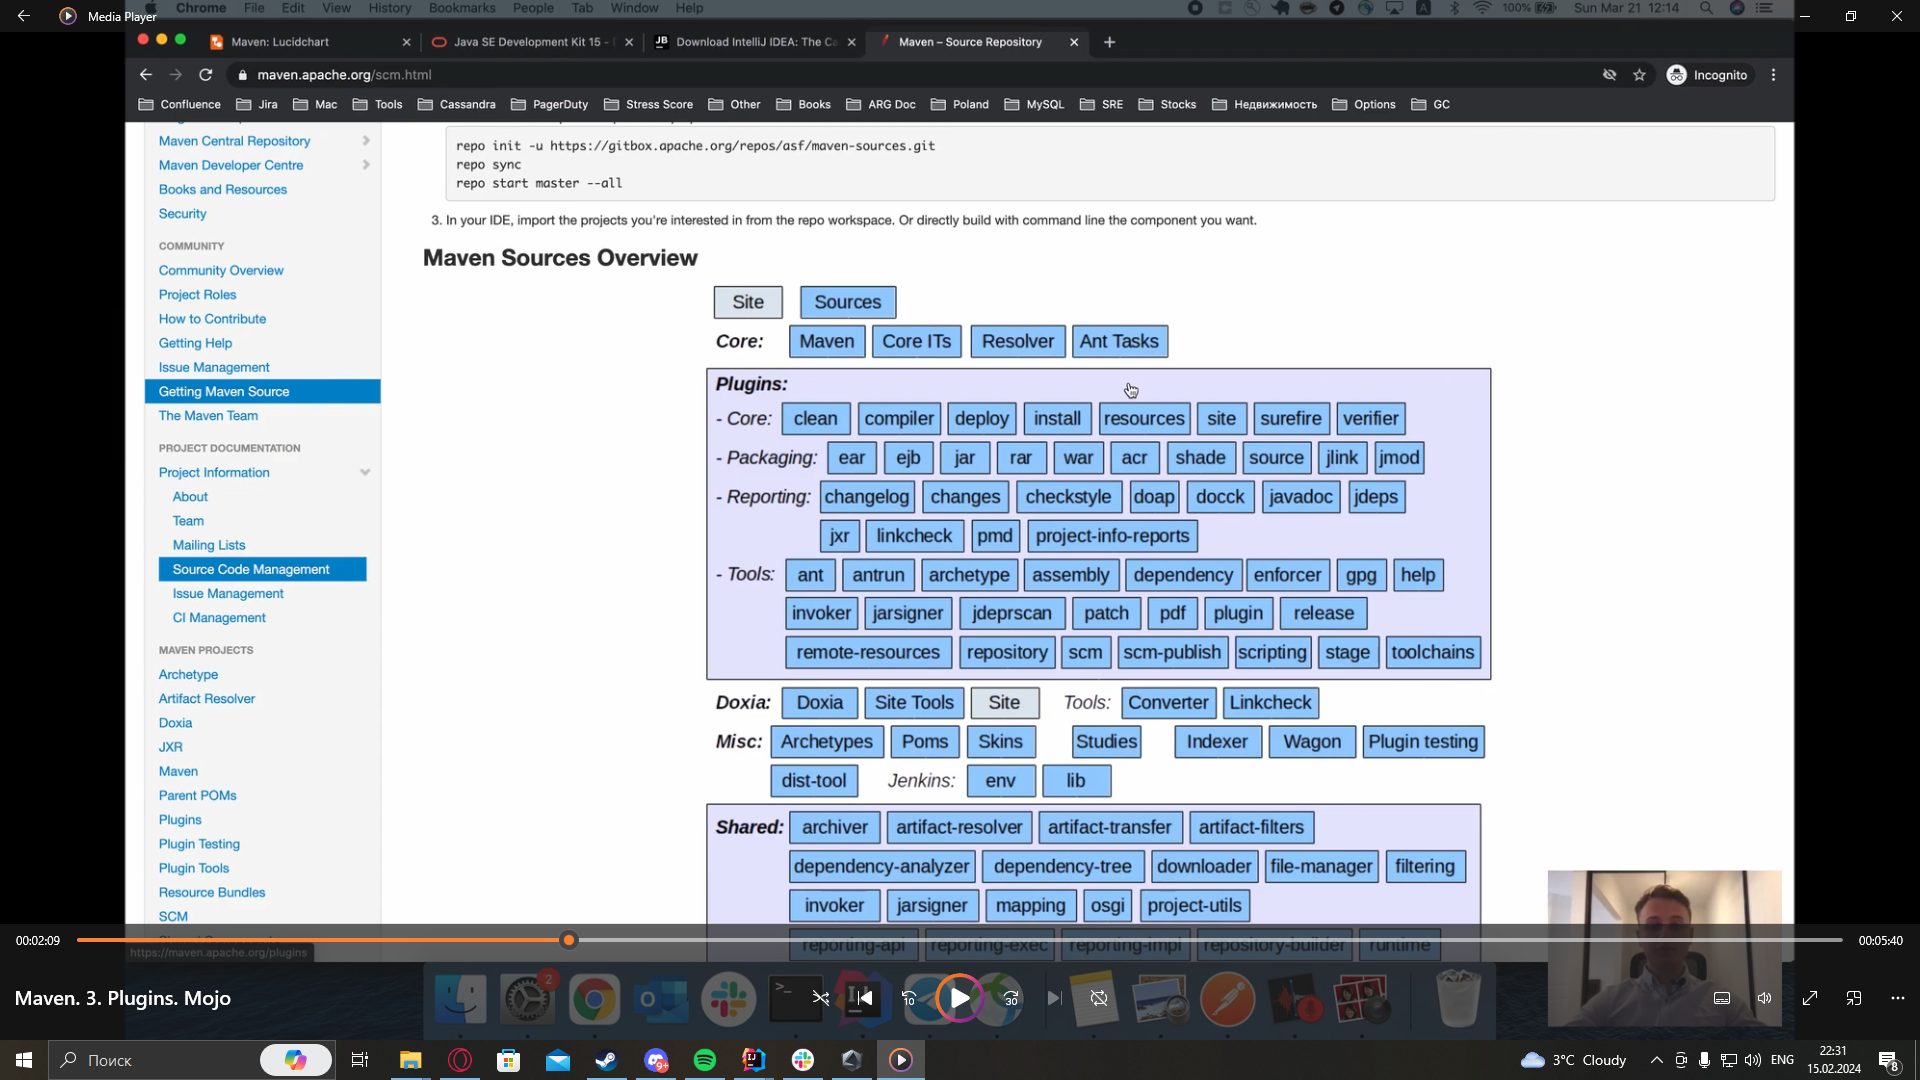 Media Player
Chrome File Edit View History Bookmarks People Tab Window Help
100% Sun Mar 21 12:14
Maven: Lucidchart
Java SE Development Kit 15 -
Download IntelliJ IDEA: The Ca
Maven – Source Repository
maven.apache.org/scm.html
Incognito
Confluence Jira Mac Tools Cassandra PagerDuty Stress Score Other Books ARG Doc Poland MySQL SRE Stocks Недвижимость Options GC
Maven Central Repository
Maven Developer Centre
Books and Resources
Security
COMMUNITY
Community Overview
Project Roles
How to Contribute
Getting Help
Issue Management
Getting Maven Source
The Maven Team
PROJECT DOCUMENTATION
Project Information
About
Team
Mailing Lists
Source Code Management
Issue Management
CI Management
MAVEN PROJECTS
Archetype
Artifact Resolver
Doxia
JXR
Maven
Parent POMs
Plugins
Plugin Testing
Plugin Tools
Resource Bundles
SCM
https://maven.apache.org/plugins
repo init -u https://gitbox.apache.org/repos/asf/maven-sources.git
repo sync
repo start master --all
3. In your IDE, import the projects you're interested in from the repo workspace. Or directly build with command line the component you want.
Maven Sources Overview
Site Sources
Core: Maven Core ITs Resolver Ant Tasks
Plugins:
- Core: clean compiler deploy install resources site surefire verifier
- Packaging: ear ejb jar rar war acr shade source jlink jmod
- Reporting: changelog changes checkstyle doap docck javadoc jdeps
jxr linkcheck pmd project-info-reports
- Tools: ant antrun archetype assembly dependency enforcer gpg help
invoker jarsigner jdeprscan patch pdf plugin release
remote-resources repository scm scm-publish scripting stage toolchains
Doxia: Doxia Site Tools Site Tools: Converter Linkcheck
Misc: Archetypes Poms Skins Studies Indexer Wagon Plugin testing
dist-tool Jenkins: env lib
Shared: archiver artifact-resolver artifact-transfer artifact-filters
dependency-analyzer dependency-tree downloader file-manager filtering
invoker jarsigner mapping osgi project-utils
reporting-api reporting-exec reporting-impl repository-builder runtime
00:02:09
00:05:40
2
Maven. 3. Plugins. Mojo
10
30
Поиск
9+
3°C Cloudy
ENG
22:31
15.02.2024
8